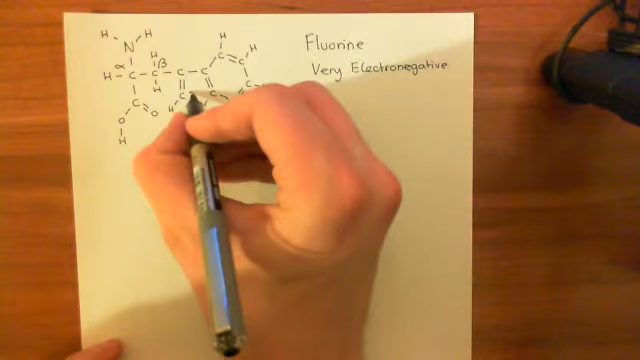 Fluorine
Very Electronegative
H H H H
N H
H C C C C C H
α β
H
C C C
H
O O
H